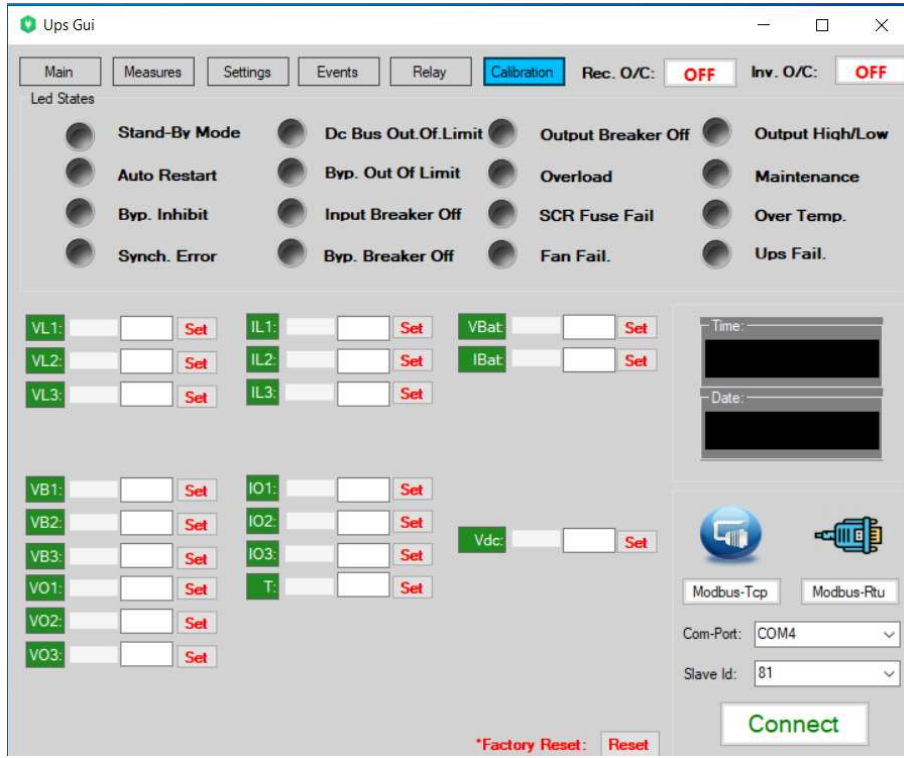 Ups Gui
Main Measures Settings Events Relay Calibration Rec. O/C: OFF Inv. O/C: OFF
Led States
Stand-By Mode Dc Bus Out.Of.Limit Output Breaker Off Output High/Low
Auto Restart Byp. Out Of Limit Overload Maintenance
Byp. Inhibit Input Breaker Off SCR Fuse Fail Over Temp.
Synch. Error Byp. Breaker Off Fan Fail. Ups Fail.
VL1: Set IL1: Set VBat: Set Time:
VL2: Set IL2: Set IBat: Set
VL3: Set IL3: Set Date:
VB1: Set IO1: Set
VB2: Set IO2: Set Vdc: Set
VB3: Set IO3: Set
VO1: Set T: Set Modbus-Tcp Modbus-Rtu
VO2: Set Com-Port: COM4
VO3: Set Slave Id: 81
Connect
*Factory Reset: Reset